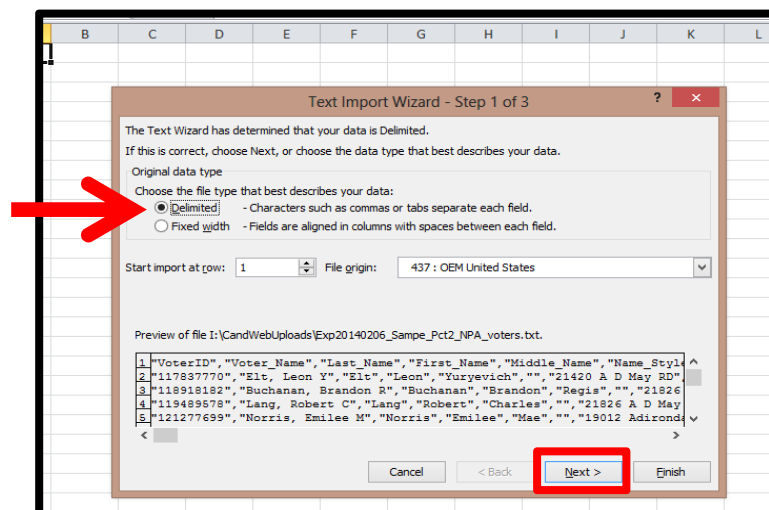 B C D E F G H I J K L
Text Import Wizard - Step 1 of 3 ? ×
The Text Wizard has determined that your data is Delimited.
If this is correct, choose Next, or choose the data type that best describes your data.
Original data type
Choose the file type that best describes your data:
Delimited - Characters such as commas or tabs separate each field.
Fixed width - Fields are aligned in columns with spaces between each field.
Start import at row: 1 File origin: 437 : OEM United States
Preview of file I:\CandWebUploads\Exp20140206_Sampe_Pct2_NPA_voters.txt.
1 "VoterID","Voter_Name","Last_Name","First_Name","Middle_Name","Name_Style
2 "117837770","Elt, Leon Y","Elt","Leon","Yuryevich","","21420 A D May RD"
3 "118918182","Buchanan, Brandon R","Buchanan","Brandon","Regis","","21826
4 "119489578","Lang, Robert C","Lang","Robert","Charles","","21826 A D May
5 "121277699","Norris, Emilee M","Norris","Emilee","Mae","","19012 Adironda
Cancel < Back Next > Finish